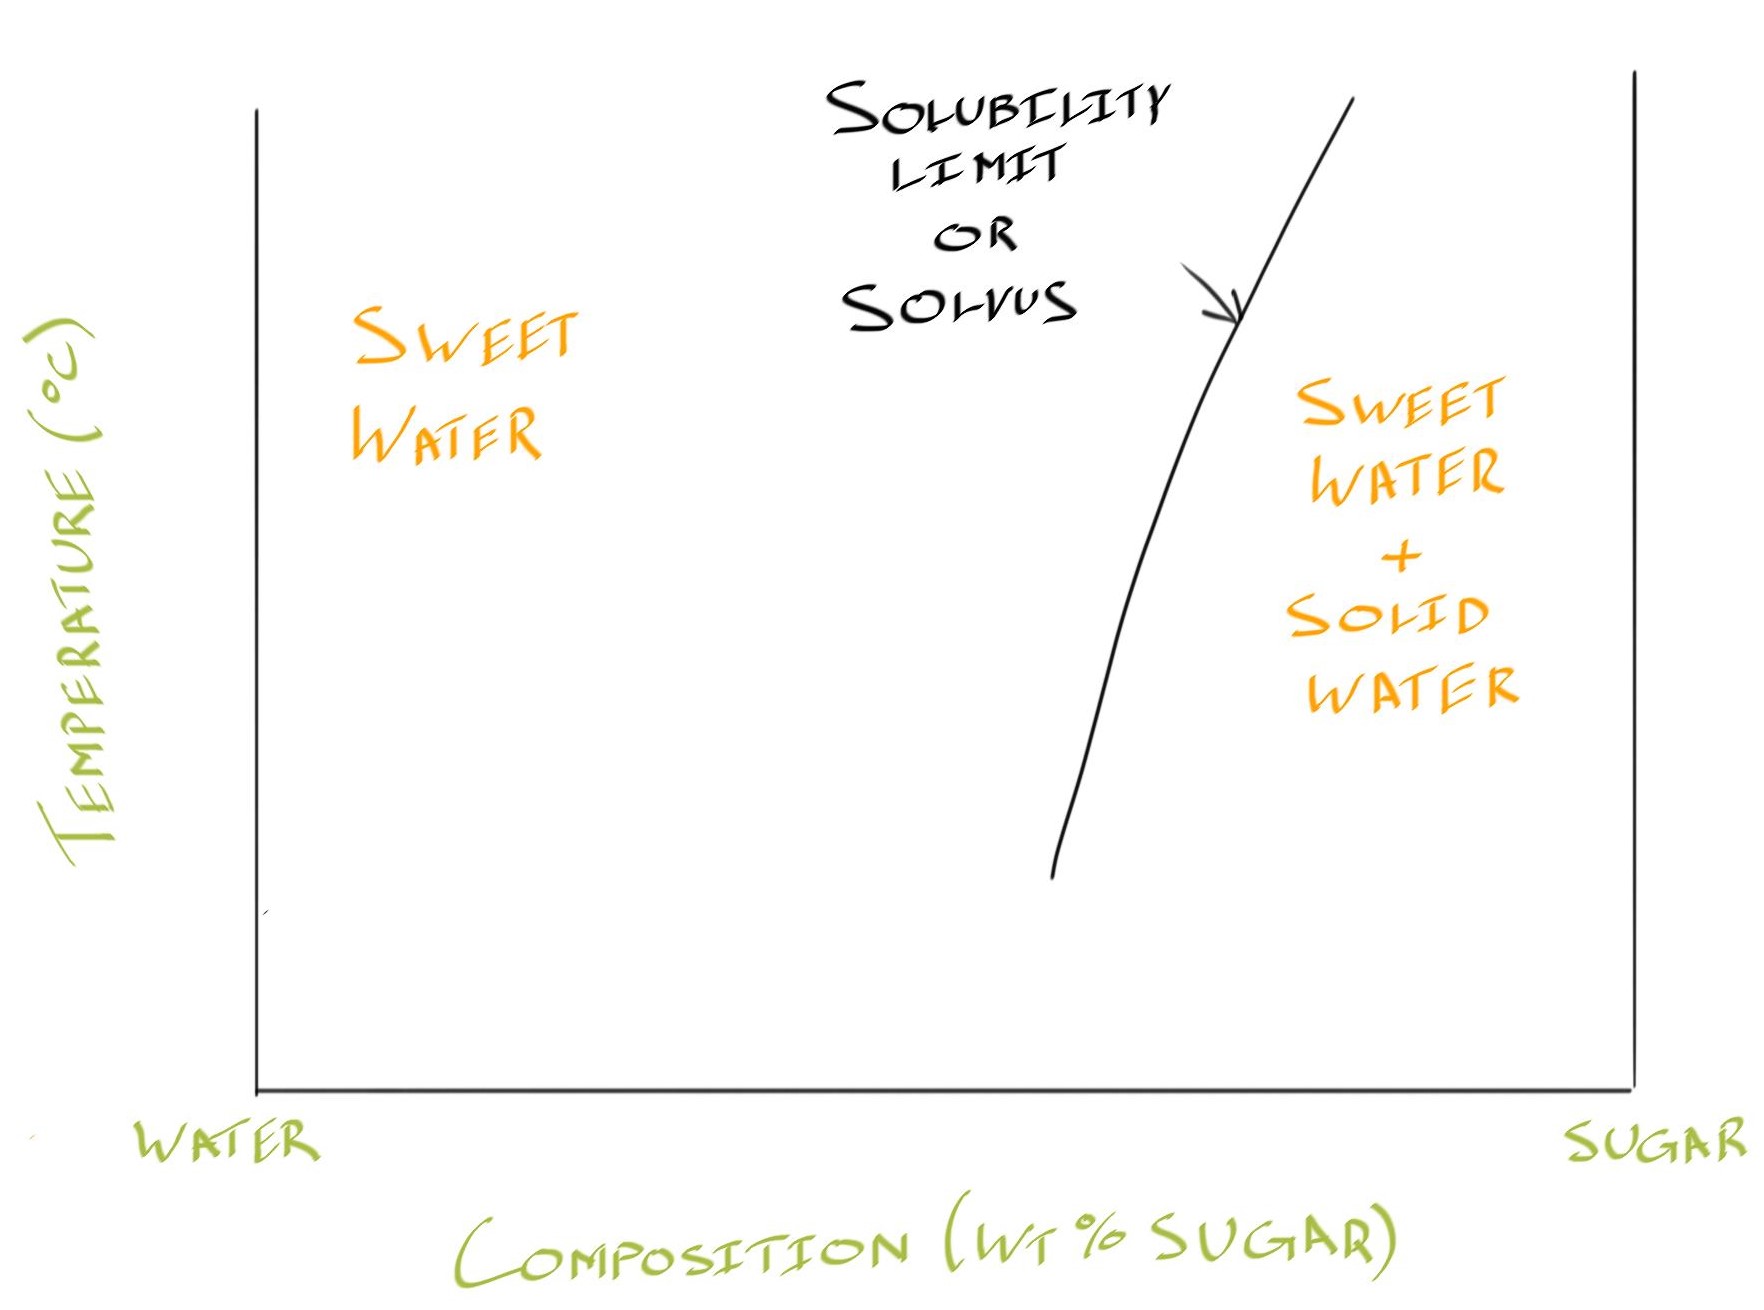 SOLUBILITY
LIMIT
OR
SOLVUS
SWEET
WATER
SWEET
WATER
+
SOLID
WATER
TEMPERATURE (°C)
WATER
SUGAR
COMPOSITION (WT % SUGAR)